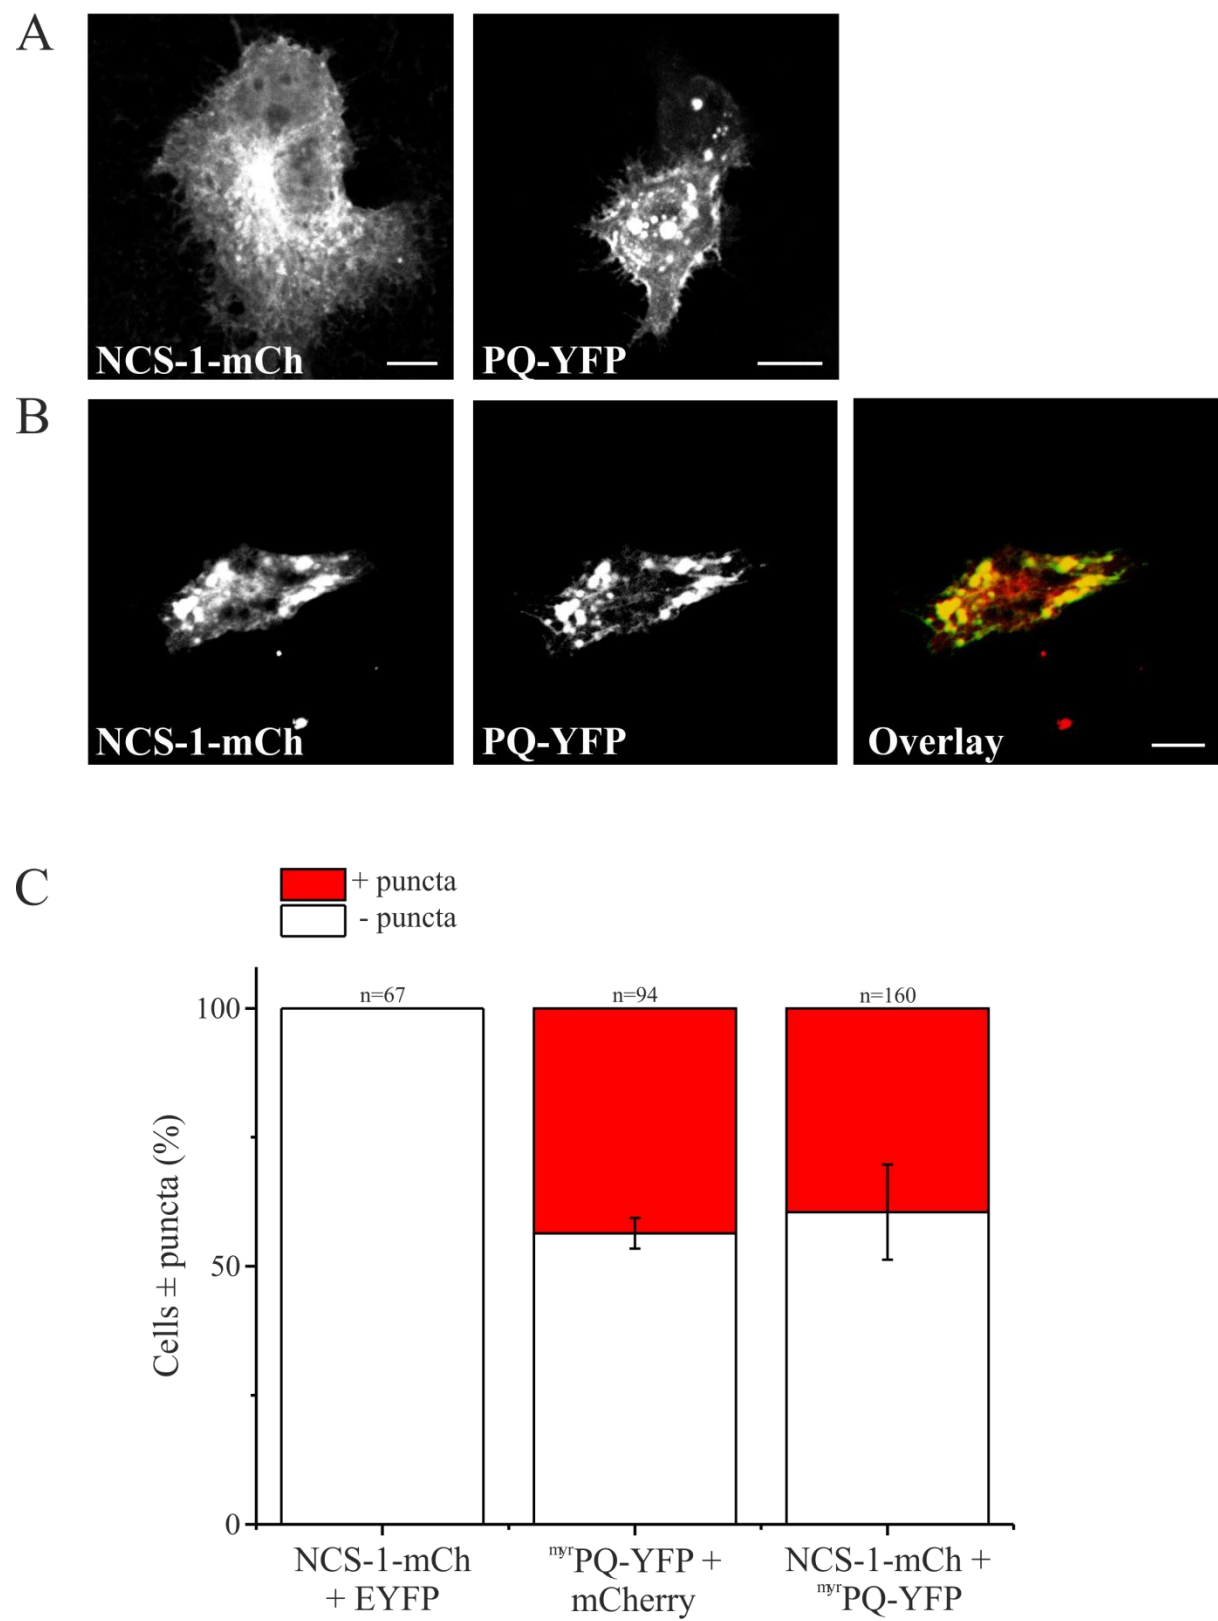 A
NCS-1-mCh
PQ-YFP
B
NCS-1-mCh
PQ-YFP
Overlay
C
+ puncta
- puncta
n=67
n=94
n=160
100
50
0
Cells ± puncta (%)
NCS-1-mCh
+ EYFP
myrPQ-YFP +
mCherry
NCS-1-mCh +
myrPQ-YFP